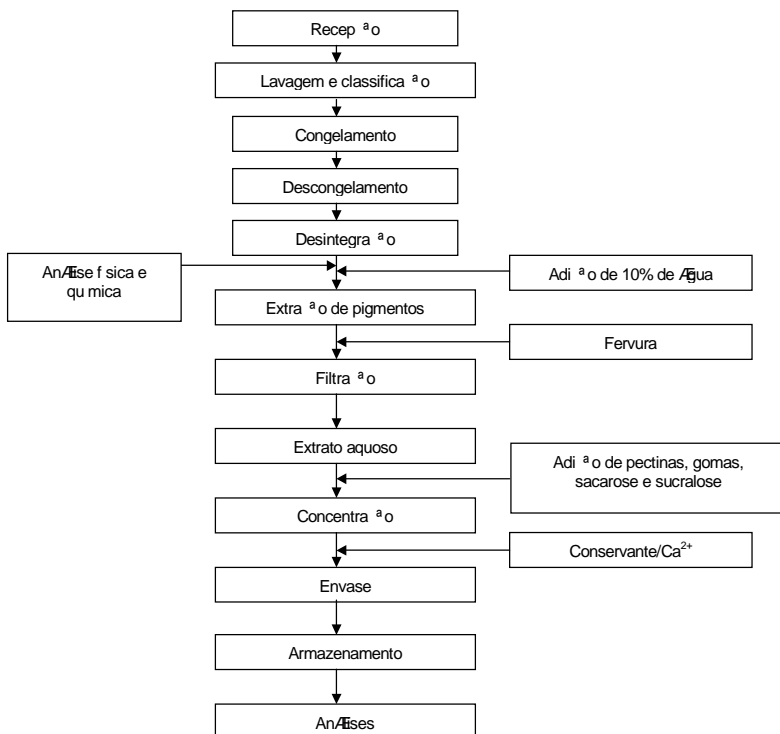 Recep ªo
Lavagem e classifica ªo
Congelamento
Descongelamento
Desintegra ªo
AnÆlise f sica e
qu mica
Adi ªo de 10% de Ægua
Extra ªo de pigmentos
Fervura
Filtra ªo
Extrato aquoso
Adi ªo de pectinas, gomas,
sacarose e sucralose
Concentra ªo
Conservante/Ca²⁺
Envase
Armazenamento
AnÆlises